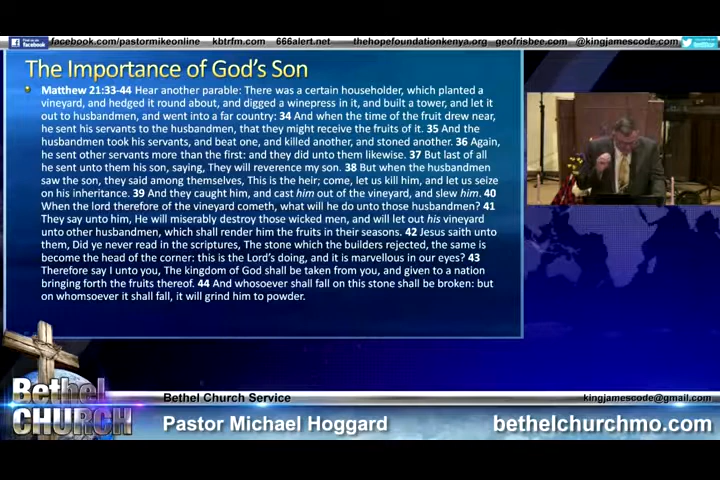 Find us on
facebook
facebook.com/pastormikeonline kbtrfm.com 666alert.net thehopefoundationkenya.org geofrisbee.com @kingjamescode.com
twitter
The Importance of God's Son
Matthew 21:33-44 Hear another parable: There was a certain householder, which planted a
vineyard, and hedged it round about, and digged a winepress in it, and built a tower, and let it
out to husbandmen, and went into a far country: 34 And when the time of the fruit drew near,
he sent his servants to the husbandmen, that they might receive the fruits of it. 35 And the
husbandmen took his servants, and beat one, and killed another, and stoned another. 36 Again,
he sent other servants more than the first: and they did unto them likewise. 37 But last of all
he sent unto them his son, saying, They will reverence my son. 38 But when the husbandmen
saw the son, they said among themselves, This is the heir; come, let us kill him, and let us seize
on his inheritance. 39 And they caught him, and cast him out of the vineyard, and slew him. 40
When the lord therefore of the vineyard cometh, what will he do unto those husbandmen? 41
They say unto him, He will miserably destroy those wicked men, and will let out his vineyard
unto other husbandmen, which shall render him the fruits in their seasons. 42 Jesus saith unto
them, Did ye never read in the scriptures, The stone which the builders rejected, the same is
become the head of the corner: this is the Lord's doing, and it is marvellous in our eyes? 43
Therefore say I unto you, The kingdom of God shall be taken from you, and given to a nation
bringing forth the fruits thereof. 44 And whosoever shall fall on this stone shall be broken: but
on whomsoever it shall fall, it will grind him to powder.
Bethel
CHURCH
Bethel Church Service kingjamescode@gmail.com
Pastor Michael Hoggard bethelchurchmo.com